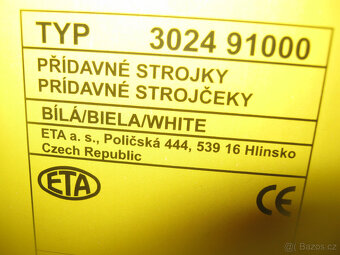 TYP 3024 91000
PŘÍDAVNÉ STROJKY
PRÍDAVNÉ STROJČEKY
BÍLÁ/BIELA/WHITE
ETA a. s., Poličská 444, 539 16 Hlinsko
Czech Republic
ETA CE
Bazos.cz